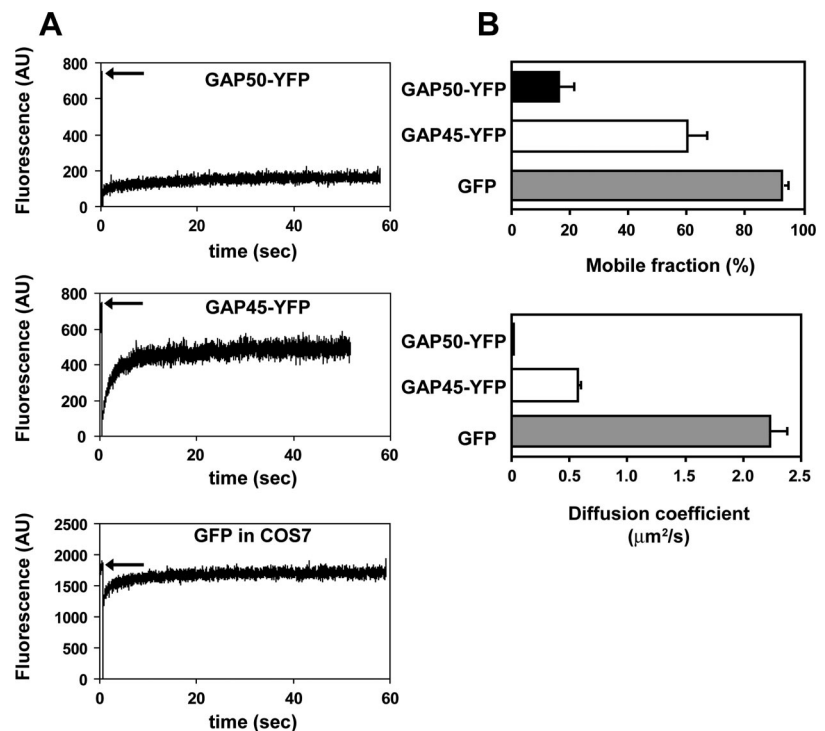 A
Fluorescence (AU)
800
600
400
200
0
GAP50-YFP
0 20 40 60
time (sec)
Fluorescence (AU)
800
600
400
200
0
GAP45-YFP
0 20 40 60
time (sec)
Fluorescence (AU)
2500
2000
1500
1000
500
0
GFP in COS7
0 20 40 60
time (sec)
B
GAP50-YFP
GAP45-YFP
GFP
0 20 40 60 80 100
Mobile fraction (%)
GAP50-YFP
GAP45-YFP
GFP
0 0.5 1.0 1.5 2.0 2.5
Diffusion coefficient
(μm²/s)